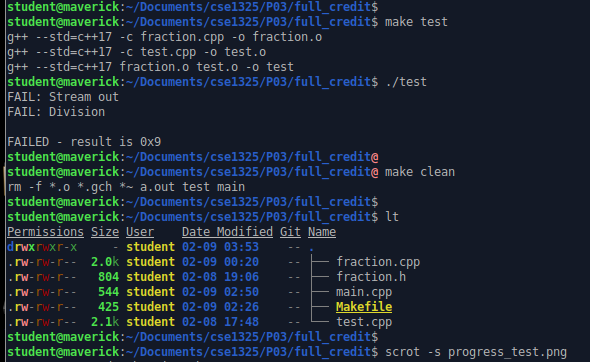 student@maverick:~/Documents/cse1325/P03/full_credit$
student@maverick:~/Documents/cse1325/P03/full_credit$ make test
g++ --std=c++17 -c fraction.cpp -o fraction.o
g++ --std=c++17 -c test.cpp -o test.o
g++ --std=c++17 fraction.o test.o -o test
student@maverick:~/Documents/cse1325/P03/full_credit$ ./test
FAIL: Stream out
FAIL: Division
FAILED - result is 0x9
student@maverick:~/Documents/cse1325/P03/full_credit@
student@maverick:~/Documents/cse1325/P03/full_credit@ make clean
rm -f *.o *.gch *~ a.out test main
student@maverick:~/Documents/cse1325/P03/full_credit$
student@maverick:~/Documents/cse1325/P03/full_credit$ lt
Permissions Size User    Date Modified Git Name
drwxrwxr-x     - student 02-09 03:53    -- .
.rw-rw-r--  2.0k student 02-09 00:20    -- ├── fraction.cpp
.rw-rw-r--   804 student 02-08 19:06    -- ├── fraction.h
.rw-rw-r--   544 student 02-09 02:50    -- ├── main.cpp
.rw-rw-r--   425 student 02-09 02:26    -- ├── Makefile
.rw-rw-r--  2.1k student 02-08 17:48    -- └── test.cpp
student@maverick:~/Documents/cse1325/P03/full_credit$
student@maverick:~/Documents/cse1325/P03/full_credit$ scrot -s progress_test.png